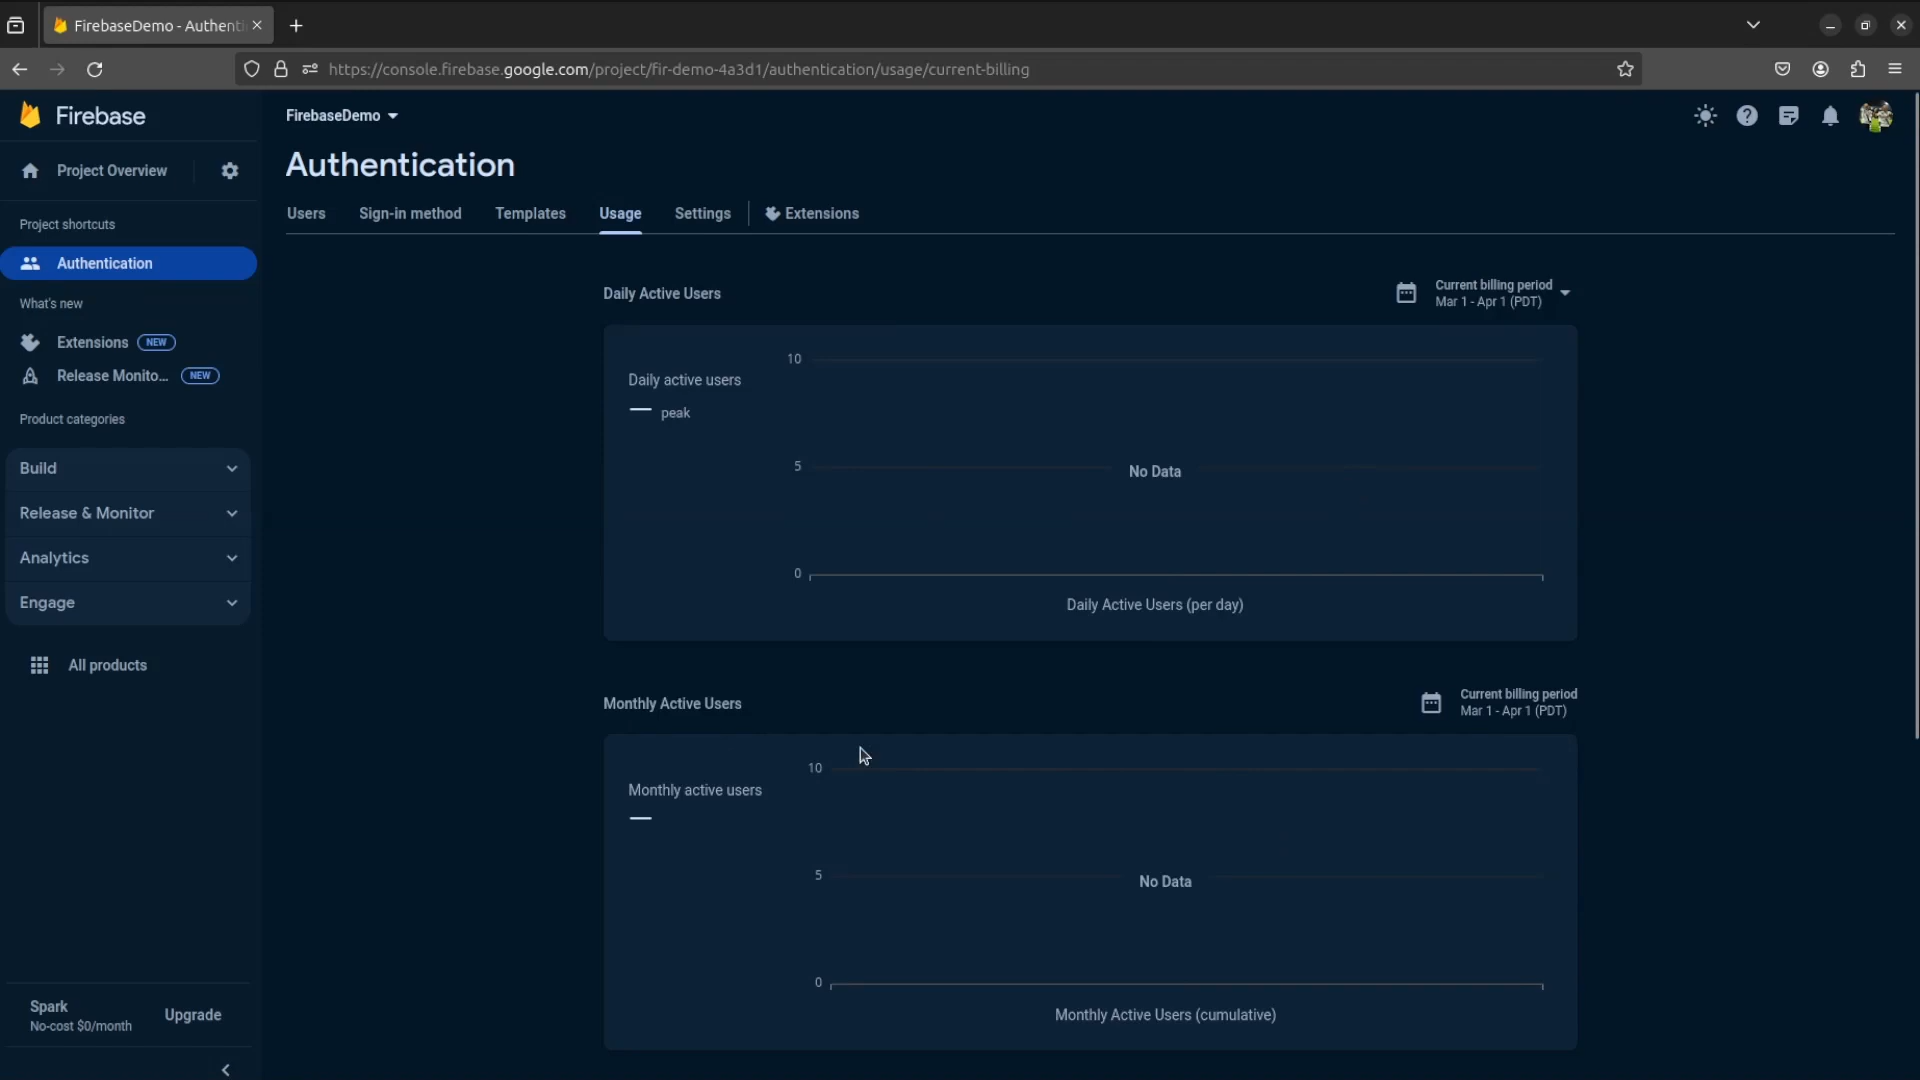 FirebaseDemo - Authenti
https://console.firebase.google.com/project/fir-demo-4a3d1/authentication/usage/current-billing
Firebase
FirebaseDemo
Project Overview
Authentication
Users
Sign-in method
Templates
Usage
Settings
Extensions
Project shortcuts
Authentication
What's new
Extensions
NEW
Release Monito...
NEW
Product categories
Build
Release & Monitor
Analytics
Engage
All products
Spark
No-cost $0/month
Upgrade
Daily Active Users
Current billing period
Mar 1 - Apr 1 (PDT)
Daily active users
peak
10
5
0
No Data
Daily Active Users (per day)
Monthly Active Users
Current billing period
Mar 1 - Apr 1 (PDT)
Monthly active users
10
5
0
No Data
Monthly Active Users (cumulative)